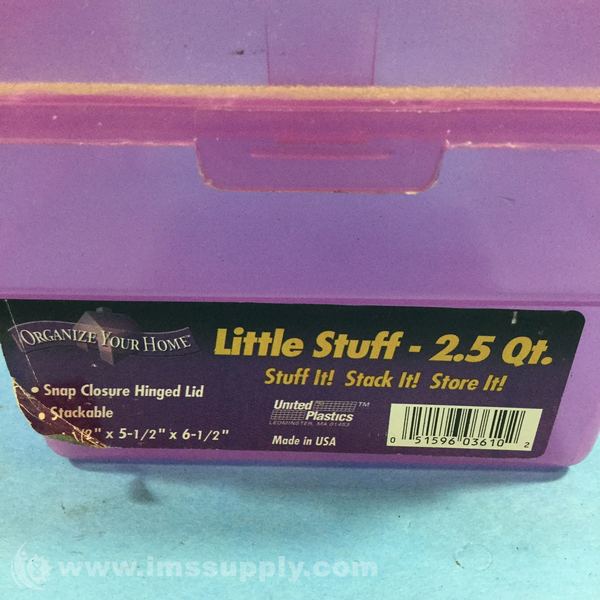 ORGANIZE YOUR HOME
Little Stuff - 2.5 Qt.
Stuff It! Stack It! Store It!
• Snap Closure Hinged Lid
• Stackable
/2" x 5-1/2" x 6-1/2"
United Plastics™
LEOMINSTER, MA 01453
Made in USA
0 51596 03610 2
© www.imssupply.com